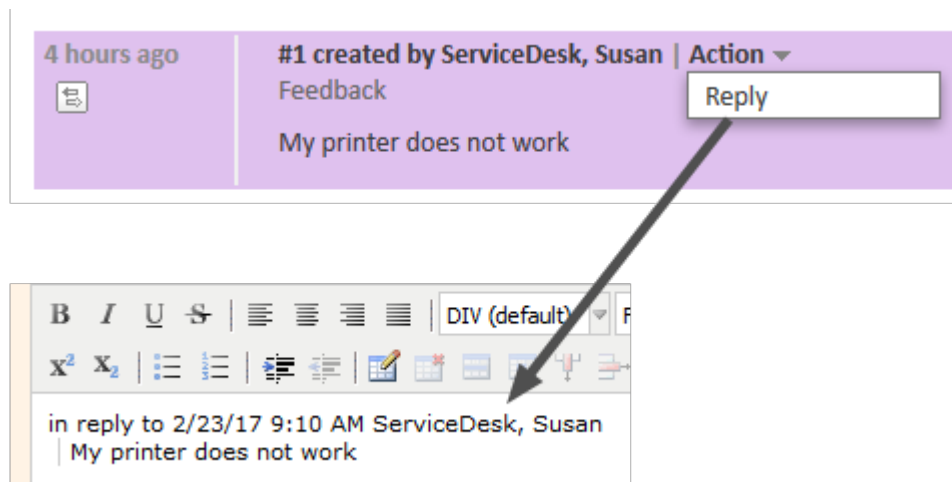 4 hours ago
#1 created by ServiceDesk, Susan | Action
Feedback
Reply
My printer does not work
B I U S DIV (default) F
X² X₂
in reply to 2/23/17 9:10 AM ServiceDesk, Susan
My printer does not work